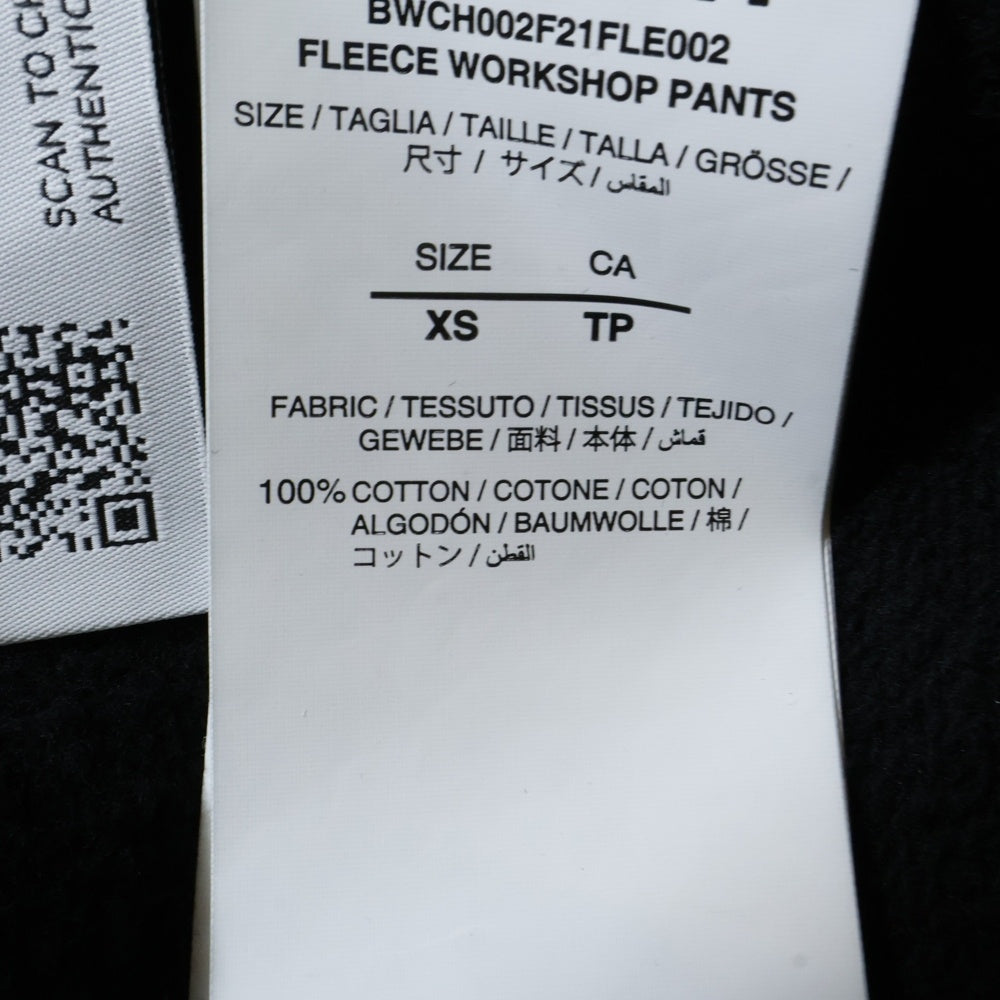 SCAN TO
BWCH002F21FLE002
FLEECE WORKSHOP PANTS
SIZE / TAGLIA / TAILLE / TALLA / GRÖSSE /
尺寸 / サイズ / المقاس
SIZE CA
XS TP
FABRIC / TESSUTO / TISSUS / TEJIDO /
GEWEBE / 面料 / 本体 / قماش
100% COTTON / COTONE / COTON /
ALGODÓN / BAUMWOLLE / 棉 /
コットン / القطن